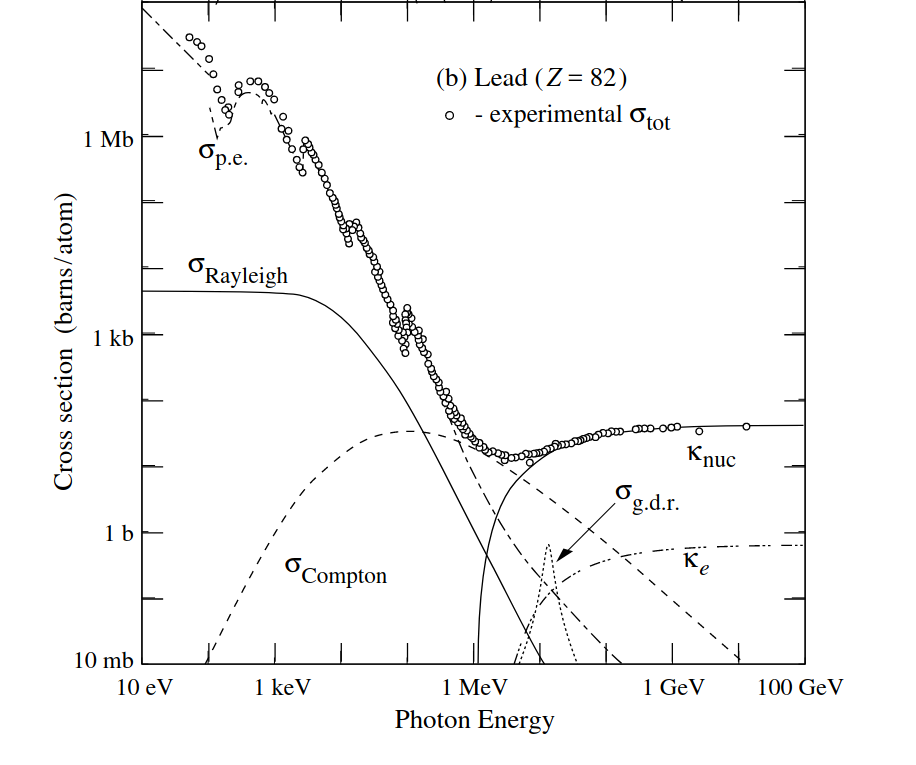 (b) Lead (Z = 82)
- experimental σtot
1 Mb
σp.e.
Cross section (barns/atom)
σRayleigh
1 kb
κnuc
σg.d.r.
1 b
κe
σCompton
10 mb
10 eV 1 keV 1 MeV 1 GeV 100 GeV
Photon Energy